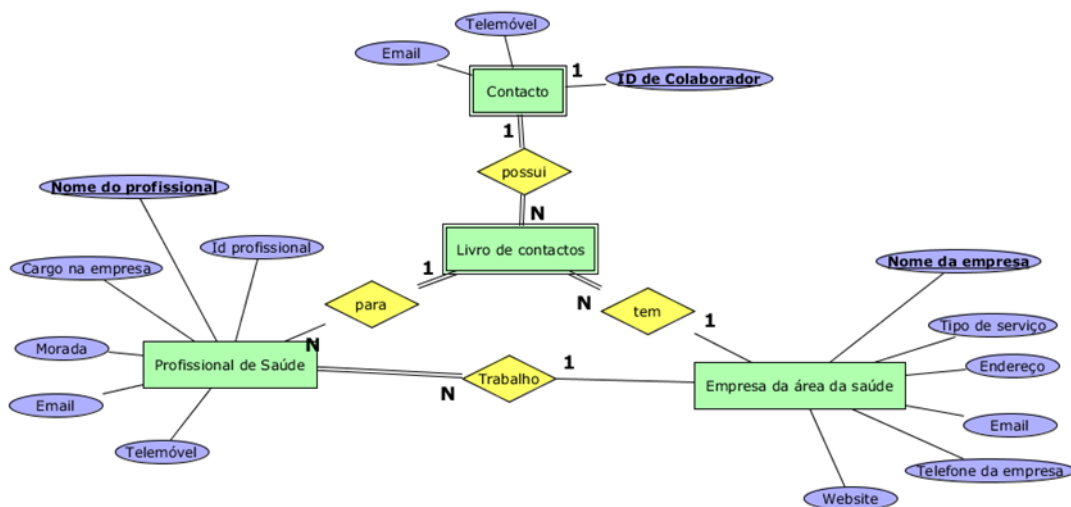 Telemóvel
Email
1
ID de Colaborador
Contacto
1
possui
Nome do profissional
N
Id profissional
Livro de contactos
Nome da empresa
Cargo na empresa
1
para
N
tem
1
Tipo de serviço
Morada
N
Profissional de Saúde
1
Endereço
Trabalho
N
Empresa da área da saúde
Email
Email
Telemóvel
Telefone da empresa
Website